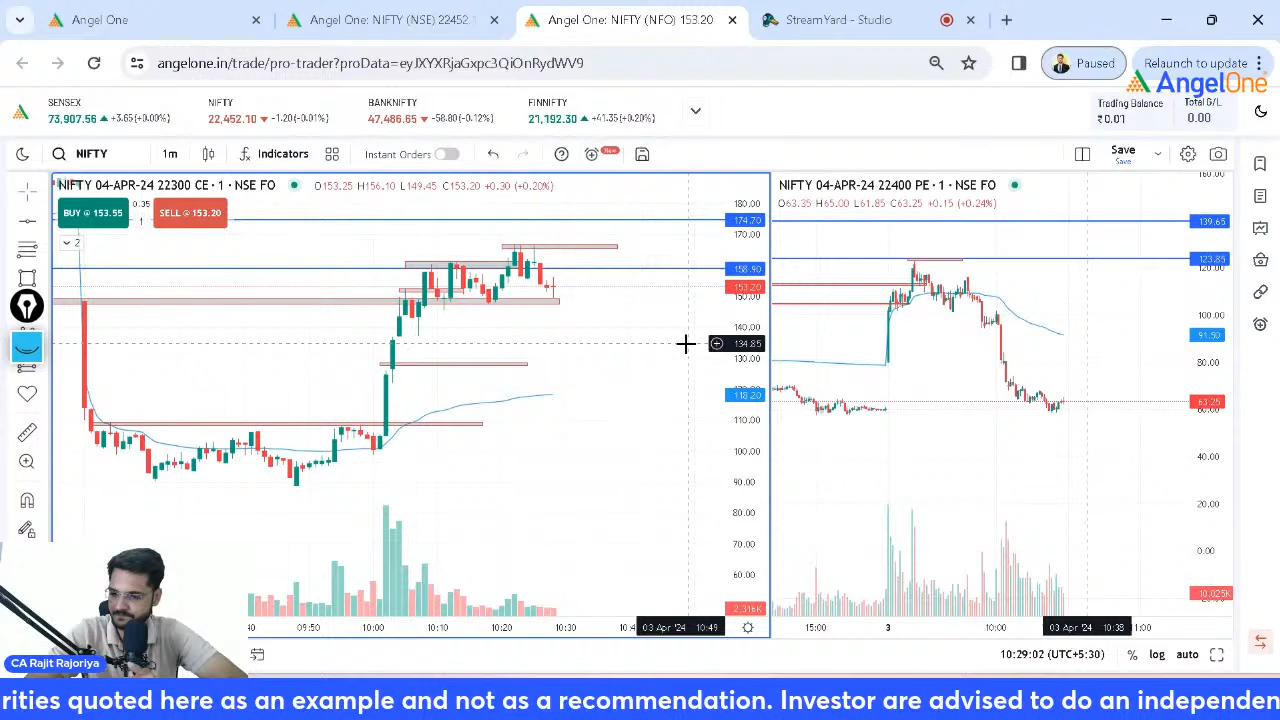 Angel One
Angel One: NIFTY (NSE) 22452.
Angel One: NIFTY (NFO) 153.20
StreamYard - Studio
angelone.in/trade/pro-trader?proData=eyJXYXRjaGxpc3QiOnRydWV9
Paused
Relaunch to update
AngelOne
SENSEX
73,907.56 +3.65(+0.00%)
NIFTY
22,452.10 -1.20(-0.01%)
BANKNIFTY
47,486.65 -58.80(-0.12%)
FINNIFTY
21,192.30 +41.35(+0.20%)
Trading Balance
₹0.01
Total G/L
0.00
NIFTY
1m
Indicators
Instant Orders
New
Save
Save
NIFTY 04-APR-24 22300 CE · 1 · NSE FO
O153.25 H156.10 L149.45 C153.20 +0.30 (+0.20%)
BUY @ 153.55
0.35
1
SELL @ 153.20
2
180.00
174.70
170.00
158.90
153.20
150.00
140.00
134.85
130.00
118.20
110.00
100.00
90.00
80.00
70.00
60.00
2.316K
09:50
10:00
10:10
10:20
10:30
03 Apr '24 10:49
NIFTY 04-APR-24 22400 PE · 1 · NSE FO
O63.35 H65.00 L61.85 C63.25 +0.15 (+0.24%)
160.00
139.65
123.85
120.00
100.00
91.50
80.00
63.25
60.00
40.00
20.00
0.00
10.025K
15:00
3
10:00
03 Apr '24 10:38
11:00
10:29:02 (UTC+5:30)
%
log
auto
CA Rajit Rajoriya
rities quoted here as an example and not as a recommendation. Investor are advised to do an independen